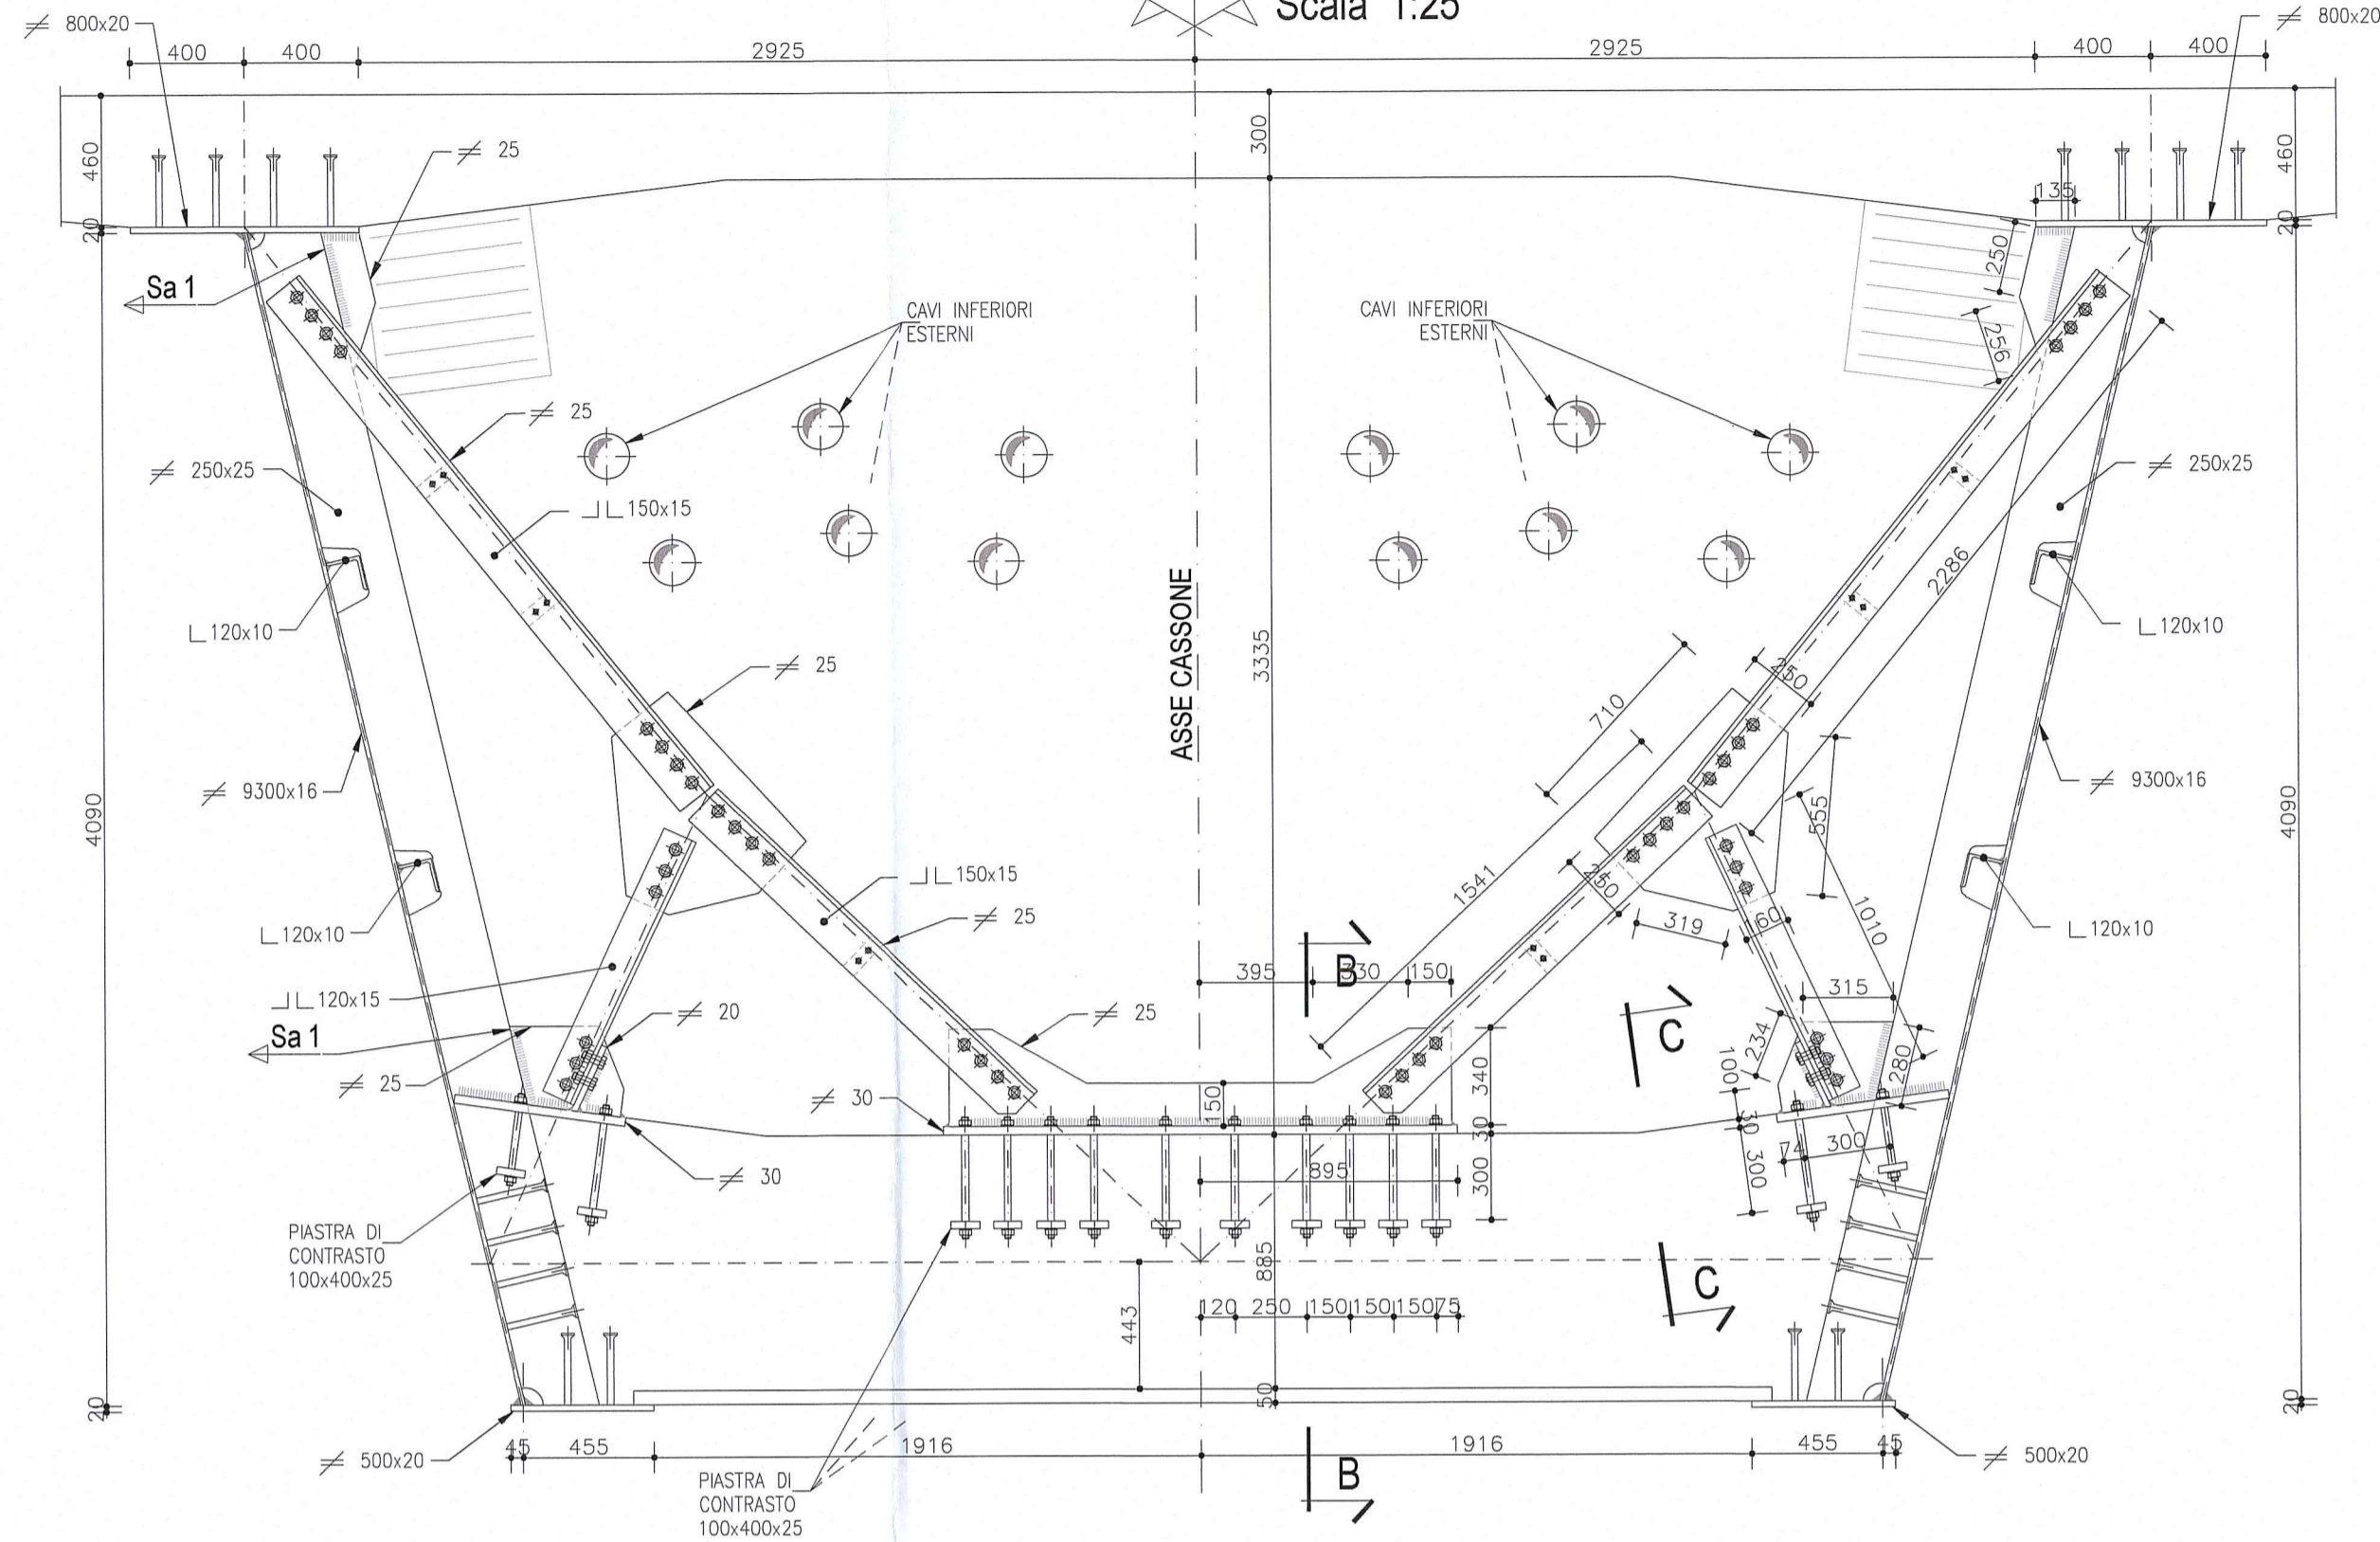 Scala 1:25
≠ 800x20
≠ 800x20
400
400
2925
2925
400
400
460
300
460
≠ 25
135
20
20
250
Sa 1
CAVI INFERIORI
ESTERNI
CAVI INFERIORI
ESTERNI
256
≠ 25
≠ 250x25
≠ 250x25
⅃L 150x15
2286
ASSE CASSONE
L 120x10
L 120x10
3335
≠ 25
250
710
≠ 9300x16
≠ 9300x16
4090
4090
555
⅃L 150x15
1541
250
≠ 25
319
60
1010
L 120x10
L 120x10
395
B
330
150
⅃L 120x15
315
≠ 20
≠ 25
Sa 1
C
234
≠ 25
340
100
280
≠ 30
150
30
30
74
300
≠ 30
895
300
300
PIASTRA DI
CONTRASTO
100x400x25
885
C
443
120
250
150
150
150
75
20
50
20
45
455
1916
1916
455
45
≠ 500x20
≠ 500x20
B
PIASTRA DI
CONTRASTO
100x400x25